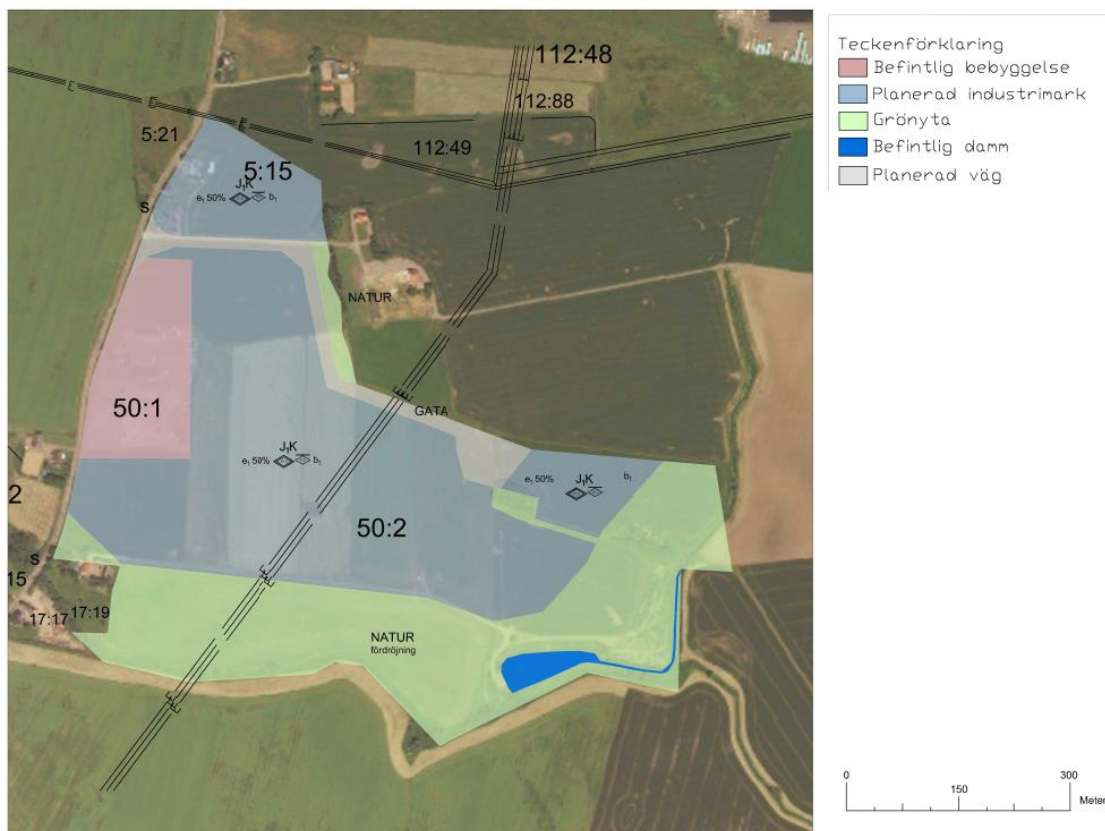 112:48
112:88
5:21
112:49
5:15
J₁K
e₁ 50% b₁
S
NATUR
50:1
GATA
J₁K
e₁ 50% b₁
J₁K
e₁ 50% b₁
2
50:2
S
15
17:17 17:19
NATUR
fördröjning
Teckenförklaring
Befintlig bebyggelse
Planerad industrimark
Grönyta
Befintlig damm
Planerad väg
0 300
150
Meter